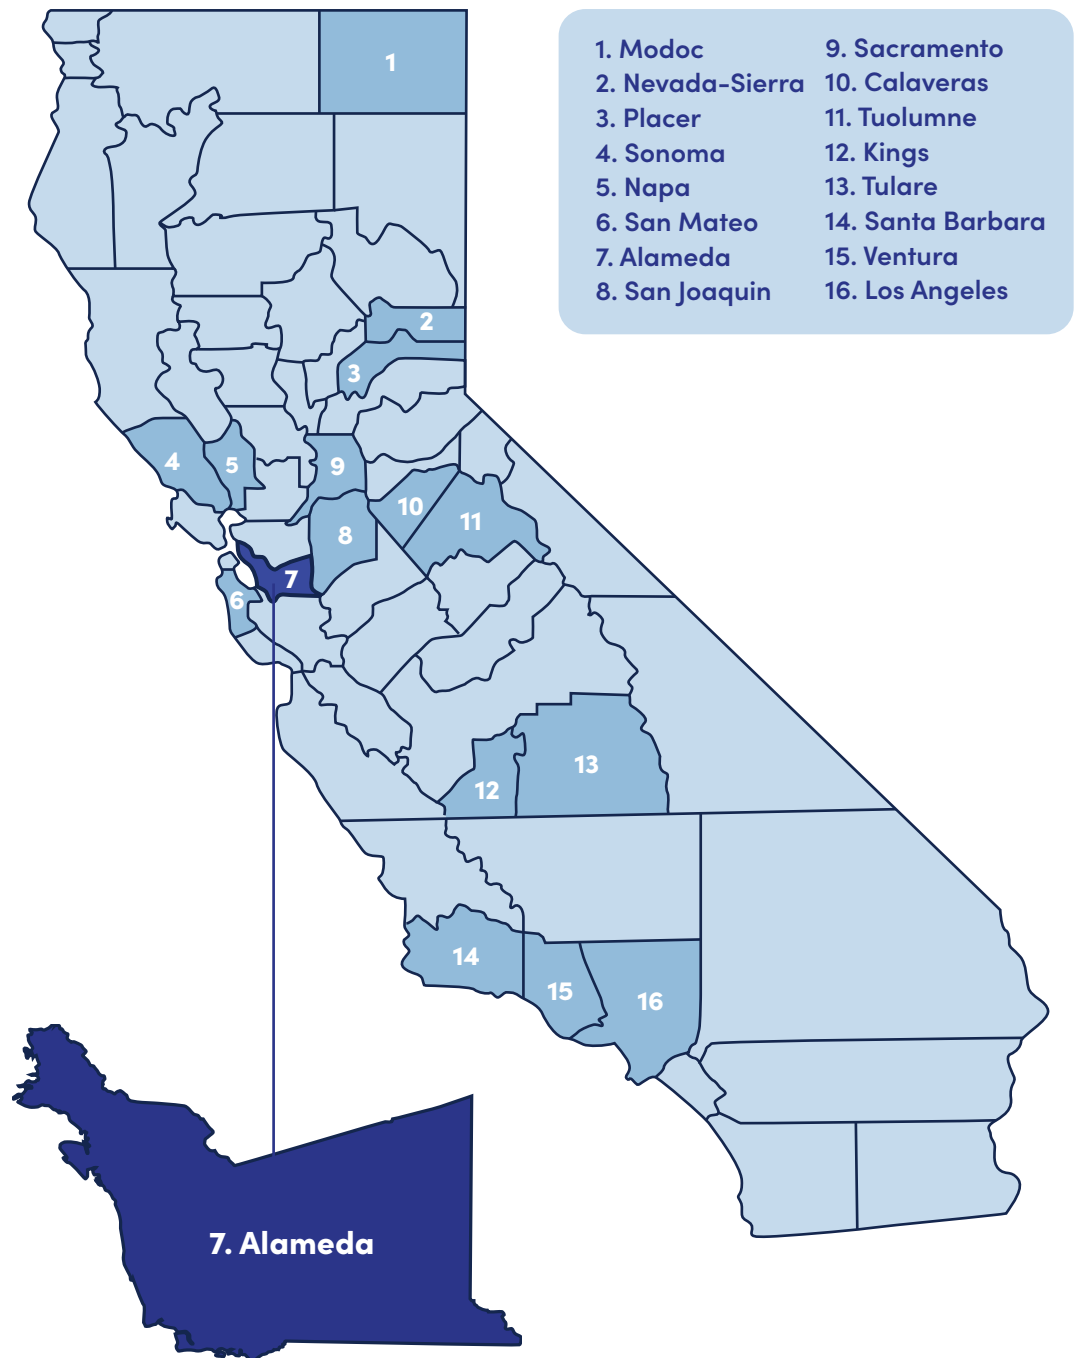 1. Modoc
2. Nevada-Sierra
3. Placer
4. Sonoma
5. Napa
6. San Mateo
7. Alameda
8. San Joaquin
9. Sacramento
10. Calaveras
11. Tuolumne
12. Kings
13. Tulare
14. Santa Barbara
15. Ventura
16. Los Angeles
1
2
3
4
5
9
10
11
8
7
6
13
12
14
15
16
7. Alameda